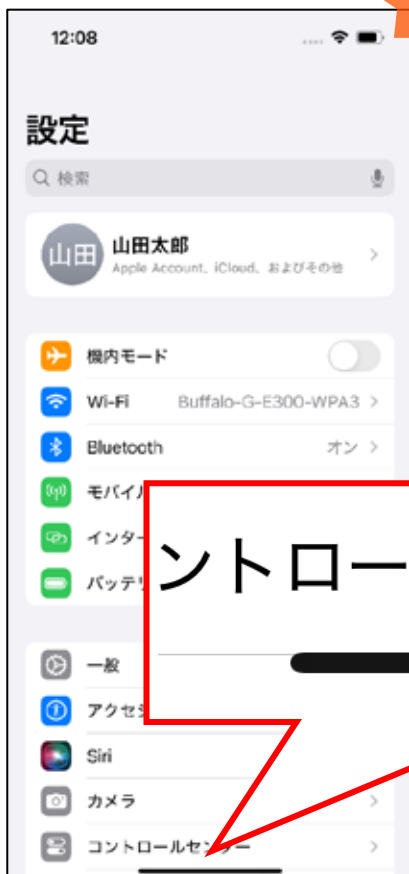 12:08
設定
検索
山田
山田太郎
Apple Account、iCloud、およびその他
機内モード
Wi-Fi Buffalo-G-E300-WPA3
Bluetooth オン
モバイル
インター
バッテリ
ントロー
一般
アクセシ
Siri
カメラ
コントロールセンター